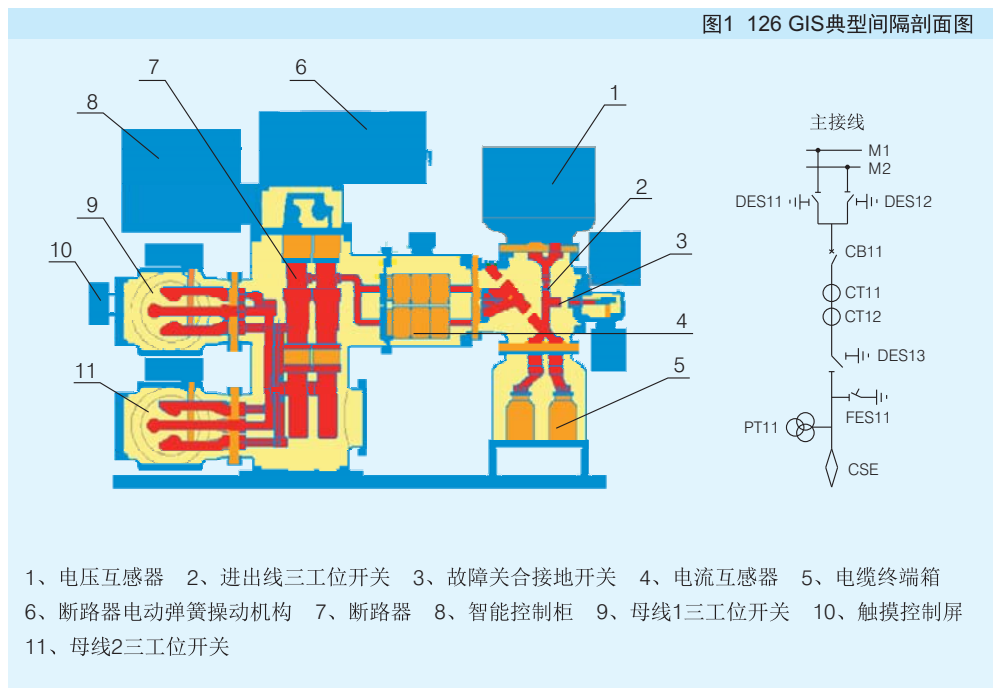 图1 126 GIS典型间隔剖面图
7
6
8
1
主接线
M1
M2
2
9
DES11
DES12
3
10
CB11
CT11
CT12
4
DES13
5
11
FES11
PT11
CSE
1、电压互感器 2、进出线三工位开关 3、故障关合接地开关 4、电流互感器 5、电缆终端箱
6、断路器电动弹簧操动机构 7、断路器 8、智能控制柜 9、母线1三工位开关 10、触摸控制屏
11、母线2三工位开关